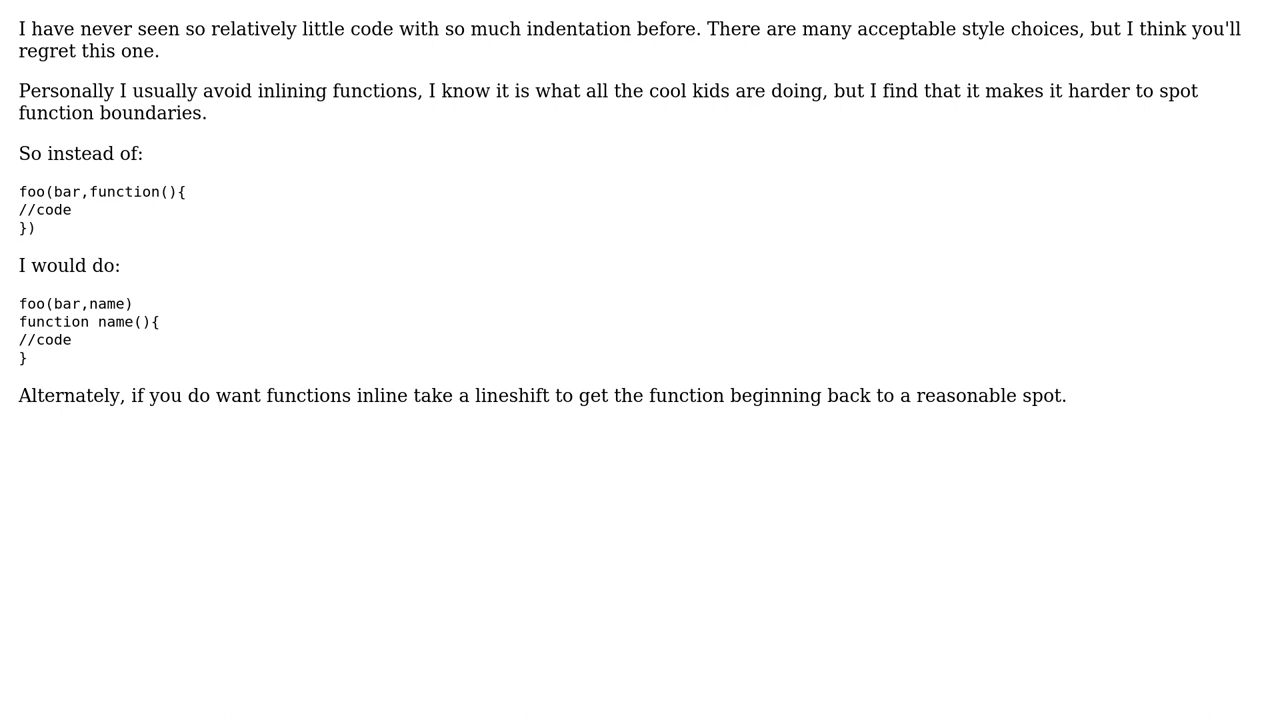 I have never seen so relatively little code with so much indentation before. There are many acceptable style choices, but I think you'll
regret this one.
Personally I usually avoid inlining functions, I know it is what all the cool kids are doing, but I find that it makes it harder to spot
function boundaries.
So instead of:
foo(bar,function(){
//code
})
I would do:
foo(bar,name)
function name(){
//code
}
Alternately, if you do want functions inline take a lineshift to get the function beginning back to a reasonable spot.